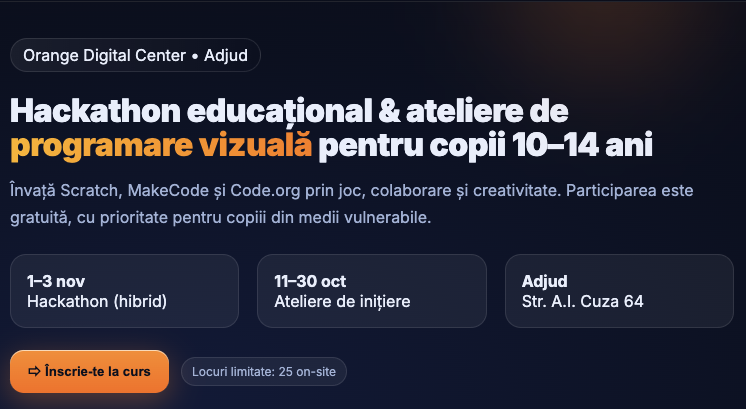 Orange Digital Center • Adjud
Hackathon educațional & ateliere de
programare vizuală pentru copii 10–14 ani
Învață Scratch, MakeCode și Code.org prin joc, colaborare și creativitate. Participarea este
gratuită, cu prioritate pentru copiii din medii vulnerabile.
1–3 nov
Hackathon (hibrid)
11–30 oct
Ateliere de inițiere
Adjud
Str. A.I. Cuza 64
⇨ Înscrie-te la curs
Locuri limitate: 25 on-site